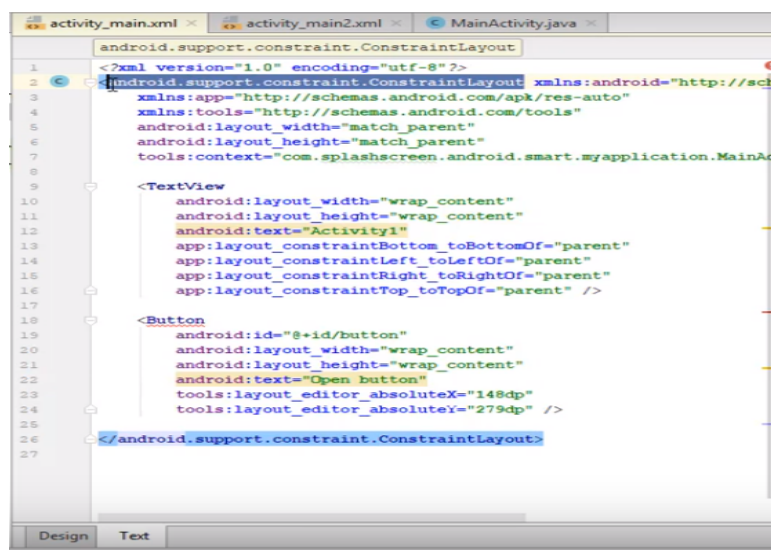 activity_main.xml × activity_main2.xml × MainActivity.java ×
android.support.constraint.ConstraintLayout
1 <?xml version="1.0" encoding="utf-8"?>
2 <android.support.constraint.ConstraintLayout xmlns:android="http://sch
3 xmlns:app="http://schemas.android.com/apk/res-auto"
4 xmlns:tools="http://schemas.android.com/tools"
5 android:layout_width="match_parent"
6 android:layout_height="match_parent"
7 tools:context="com.splashscreen.android.smart.myapplication.MainAc
8
9 <TextView
10 android:layout_width="wrap_content"
11 android:layout_height="wrap_content"
12 android:text="Activity1"
13 app:layout_constraintBottom_toBottomOf="parent"
14 app:layout_constraintLeft_toLeftOf="parent"
15 app:layout_constraintRight_toRightOf="parent"
16 app:layout_constraintTop_toTopOf="parent" />
17
18 <Button
19 android:id="@+id/button"
20 android:layout_width="wrap_content"
21 android:layout_height="wrap_content"
22 android:text="Open button"
23 tools:layout_editor_absoluteX="148dp"
24 tools:layout_editor_absoluteY="279dp" />
25
26 </android.support.constraint.ConstraintLayout>
27
Design Text